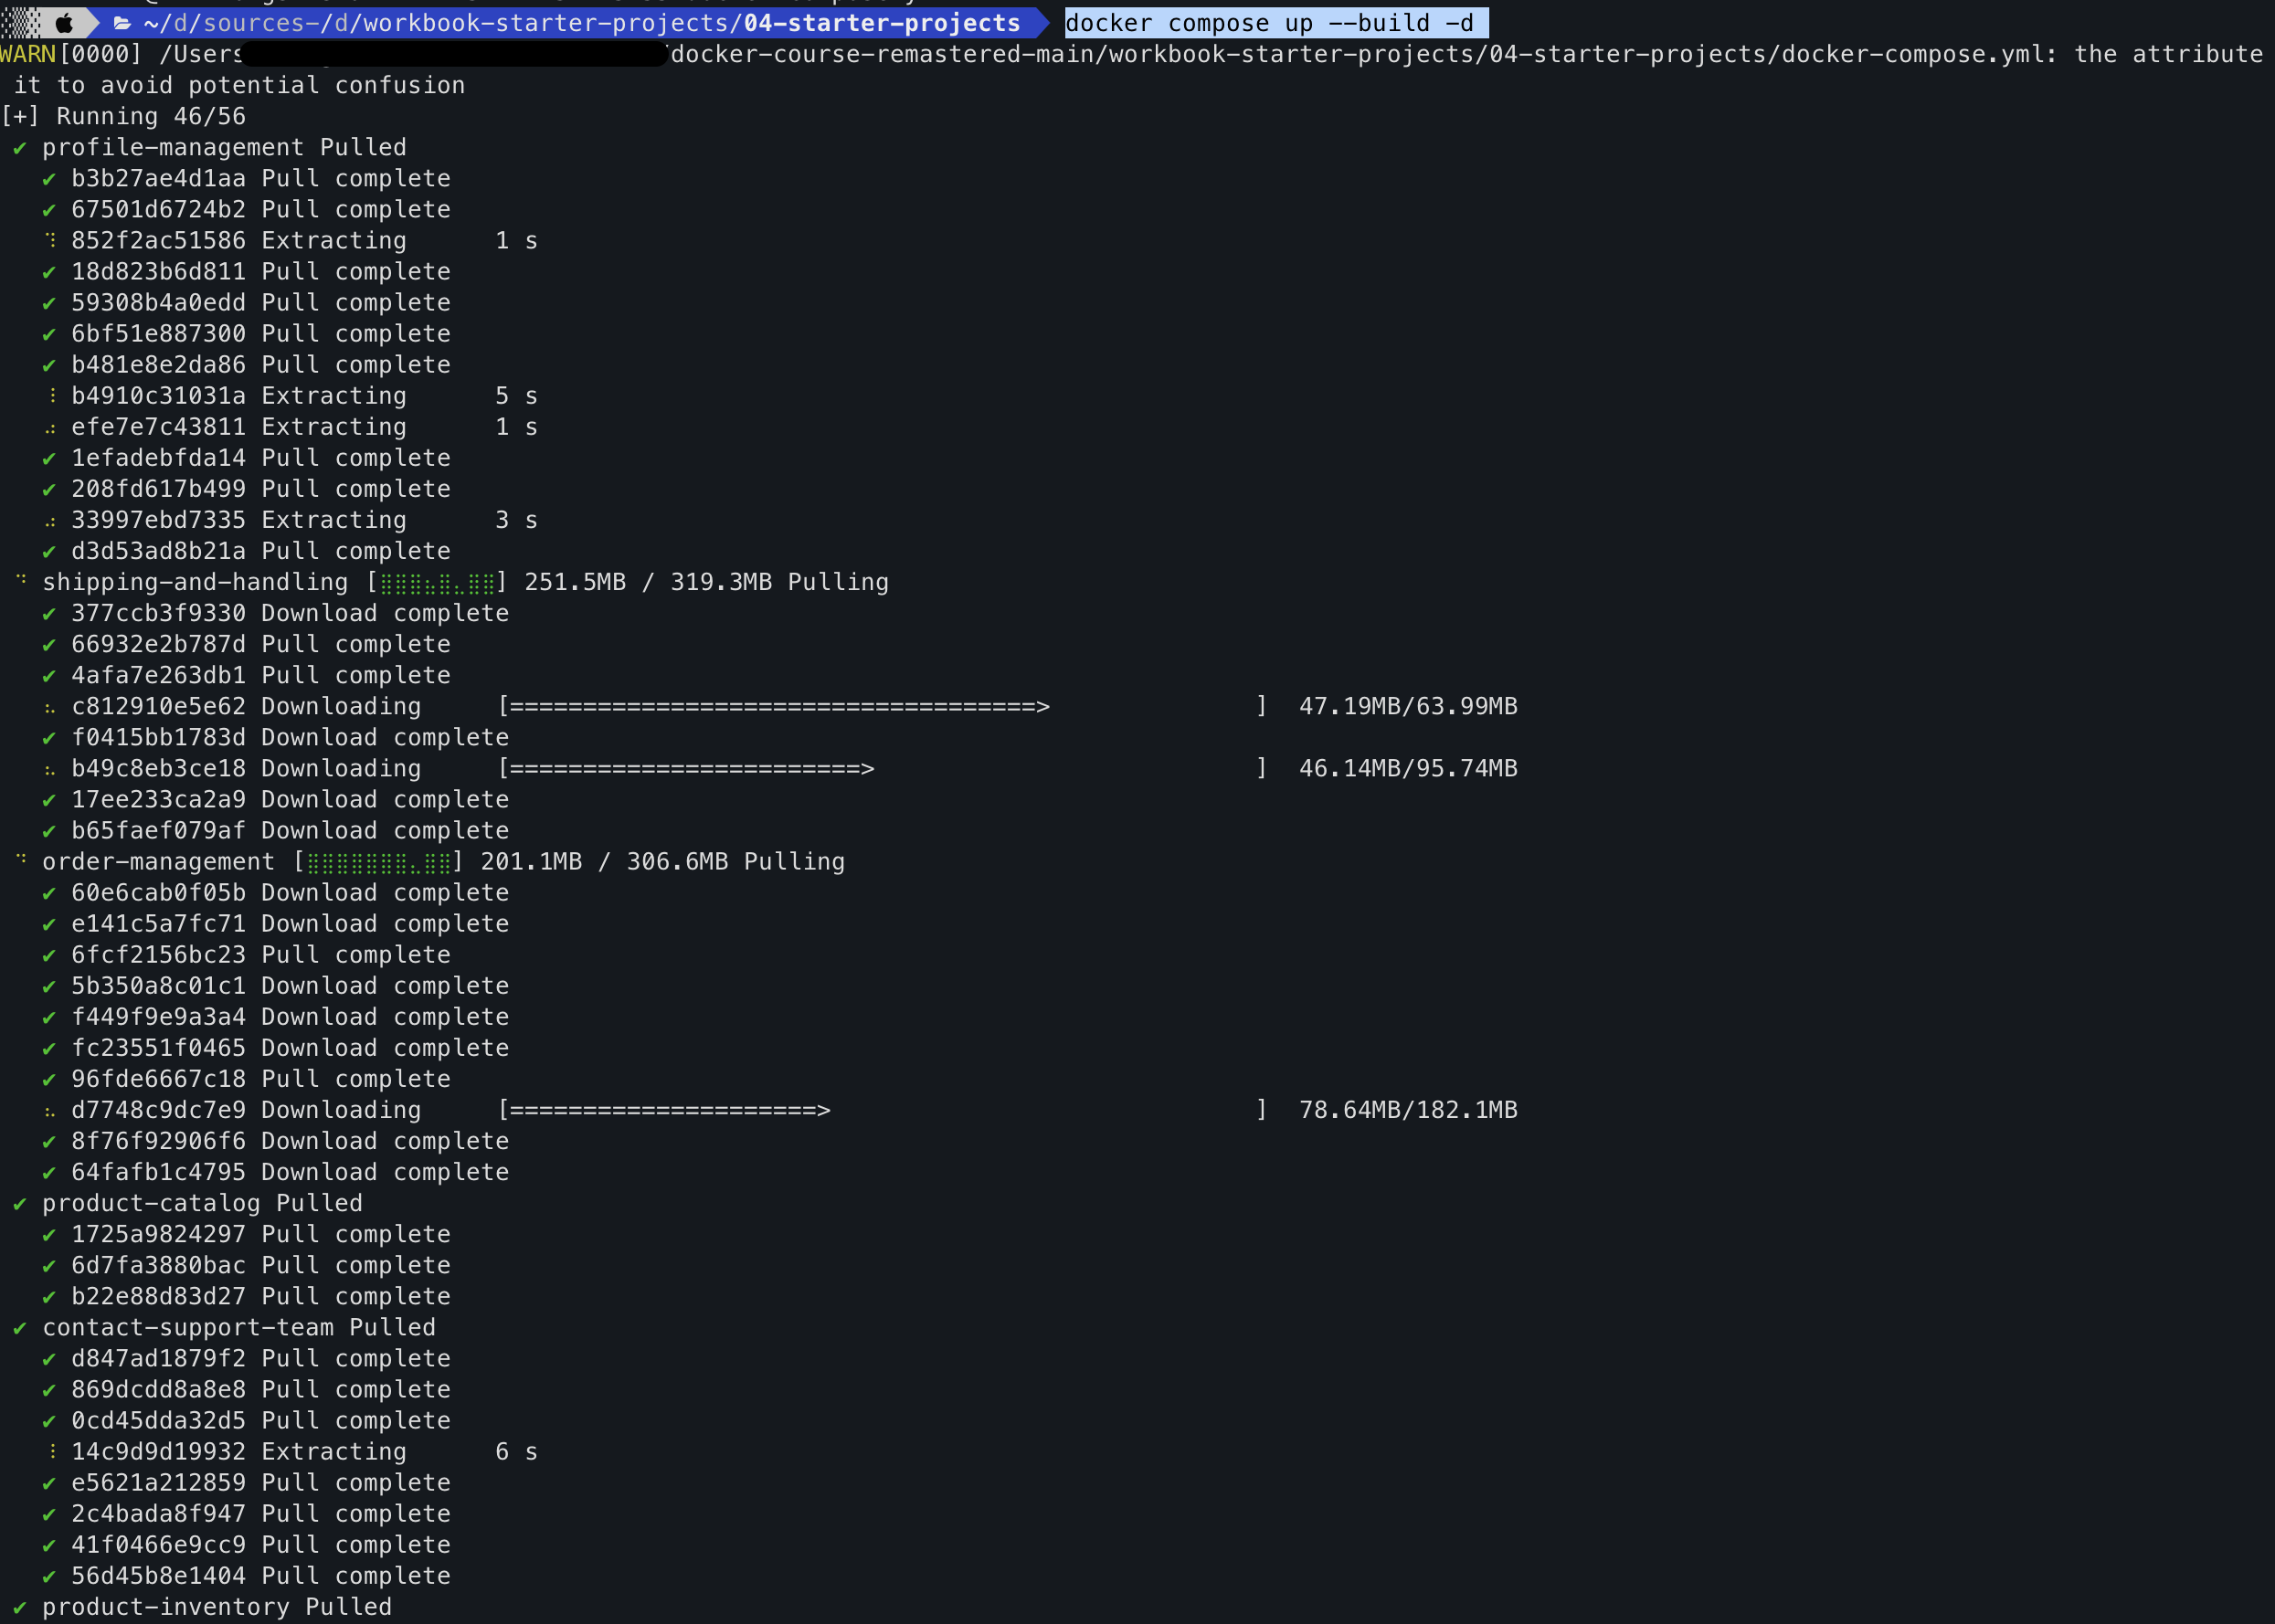 ~/d/sources-/d/workbook-starter-projects/04-starter-projects docker compose up --build -d
WARN[0000] /Users /docker-course-remastered-main/workbook-starter-projects/04-starter-projects/docker-compose.yml: the attribute
it to avoid potential confusion
[+] Running 46/56
✔ profile-management Pulled
✔ b3b27ae4d1aa Pull complete
✔ 67501d6724b2 Pull complete
852f2ac51586 Extracting 1 s
✔ 18d823b6d811 Pull complete
✔ 59308b4a0edd Pull complete
✔ 6bf51e887300 Pull complete
✔ b481e8e2da86 Pull complete
b4910c31031a Extracting 5 s
efe7e7c43811 Extracting 1 s
✔ 1efadebfda14 Pull complete
✔ 208fd617b499 Pull complete
33997ebd7335 Extracting 3 s
✔ d3d53ad8b21a Pull complete
shipping-and-handling [⣿⣿⣿⣦⣿⣀⣿⣿] 251.5MB / 319.3MB Pulling
✔ 377ccb3f9330 Download complete
✔ 66932e2b787d Pull complete
✔ 4afa7e263db1 Pull complete
c812910e5e62 Downloading [====================================> ] 47.19MB/63.99MB
✔ f0415bb1783d Download complete
b49c8eb3ce18 Downloading [========================> ] 46.14MB/95.74MB
✔ 17ee233ca2a9 Download complete
✔ b65faef079af Download complete
order-management [⣿⣿⣿⣿⣿⣿⣿⣀⣿⣿] 201.1MB / 306.6MB Pulling
✔ 60e6cab0f05b Download complete
✔ e141c5a7fc71 Download complete
✔ 6fcf2156bc23 Pull complete
✔ 5b350a8c01c1 Download complete
✔ f449f9e9a3a4 Download complete
✔ fc23551f0465 Download complete
✔ 96fde6667c18 Pull complete
d7748c9dc7e9 Downloading [=====================> ] 78.64MB/182.1MB
✔ 8f76f92906f6 Download complete
✔ 64fafb1c4795 Download complete
✔ product-catalog Pulled
✔ 1725a9824297 Pull complete
✔ 6d7fa3880bac Pull complete
✔ b22e88d83d27 Pull complete
✔ contact-support-team Pulled
✔ d847ad1879f2 Pull complete
✔ 869dcdd8a8e8 Pull complete
✔ 0cd45dda32d5 Pull complete
14c9d9d19932 Extracting 6 s
✔ e5621a212859 Pull complete
✔ 2c4bada8f947 Pull complete
✔ 41f0466e9cc9 Pull complete
✔ 56d45b8e1404 Pull complete
✔ product-inventory Pulled